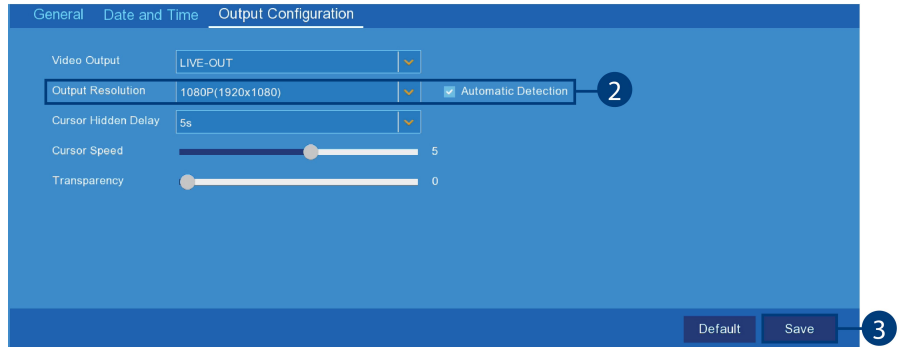 General Date and Time Output Configuration
Video Output LIVE-OUT
Output Resolution 1080P(1920x1080) Automatic Detection 2
Cursor Hidden Delay 5s
Cursor Speed 5
Transparency 0
Default Save 3